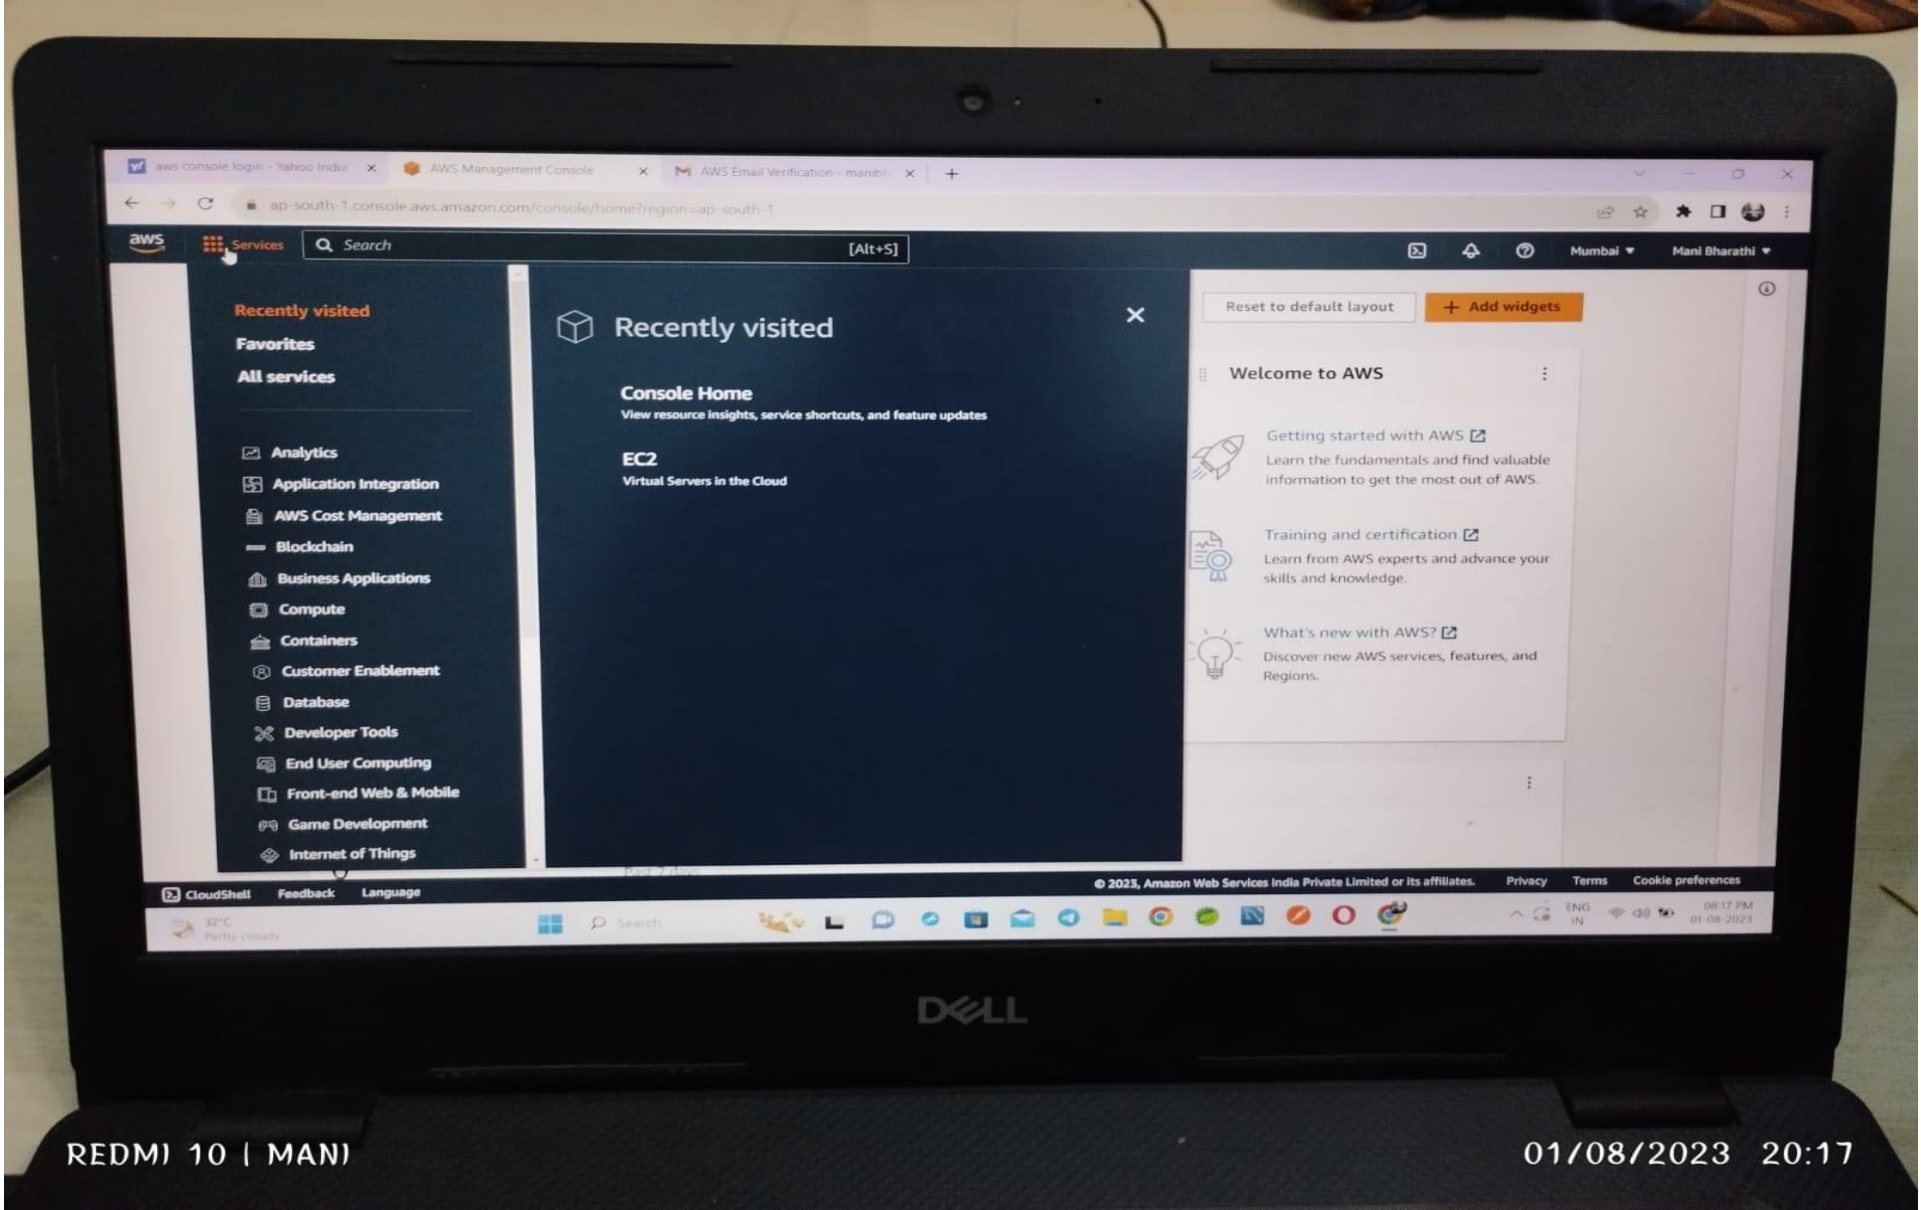 aws console login - Yahoo India
AWS Management Console
AWS Email Verification - manibh
ap-south-1.console.aws.amazon.com/console/home?region=ap-south-1
aws
Services
Search
[Alt+S]
Mumbai
Mani Bharathi
Recently visited
Favorites
All services
Analytics
Application Integration
AWS Cost Management
Blockchain
Business Applications
Compute
Containers
Customer Enablement
Database
Developer Tools
End User Computing
Front-end Web & Mobile
Game Development
Internet of Things
Recently visited
Console Home
View resource insights, service shortcuts, and feature updates
EC2
Virtual Servers in the Cloud
Reset to default layout
+ Add widgets
Welcome to AWS
Getting started with AWS
Learn the fundamentals and find valuable
information to get the most out of AWS.
Training and certification
Learn from AWS experts and advance your
skills and knowledge.
What's new with AWS?
Discover new AWS services, features, and
Regions.
CloudShell
Feedback
Language
© 2023, Amazon Web Services India Private Limited or its affiliates.
Privacy
Terms
Cookie preferences
32°C
Partly cloudy
Search
ENG
IN
08:17 PM
01-08-2023
DELL
REDMI 10 | MANI
01/08/2023 20:17